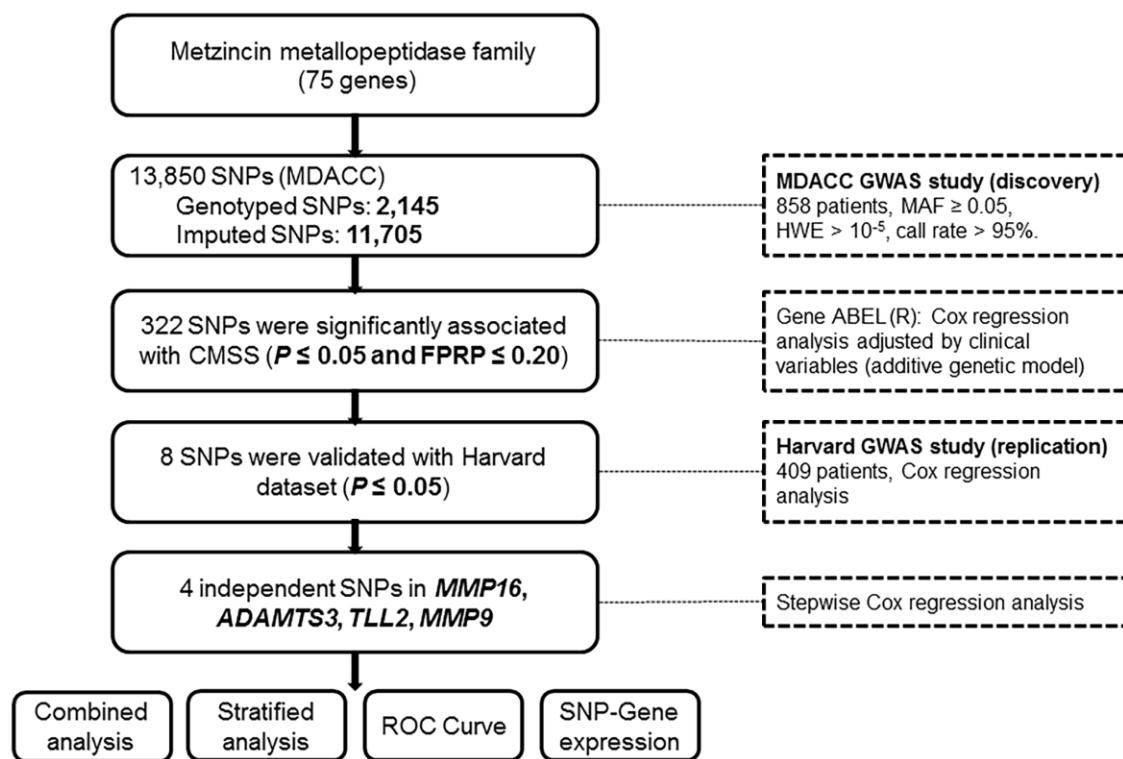 Metzincin metallopeptidase family
(75 genes)
13,850 SNPs (MDACC)
Genotyped SNPs: 2,145
Imputed SNPs: 11,705
MDACC GWAS study (discovery)
858 patients, MAF ≥ 0.05,
HWE > 10⁻⁵, call rate > 95%.
322 SNPs were significantly associated
with CMSS (P ≤ 0.05 and FPRP ≤ 0.20)
Gene ABEL (R): Cox regression
analysis adjusted by clinical
variables (additive genetic model)
8 SNPs were validated with Harvard
dataset (P ≤ 0.05)
Harvard GWAS study (replication)
409 patients, Cox regression
analysis
4 independent SNPs in MMP16,
ADAMTS3, TLL2, MMP9
Stepwise Cox regression analysis
Combined
analysis
Stratified
analysis
ROC Curve
SNP-Gene
expression